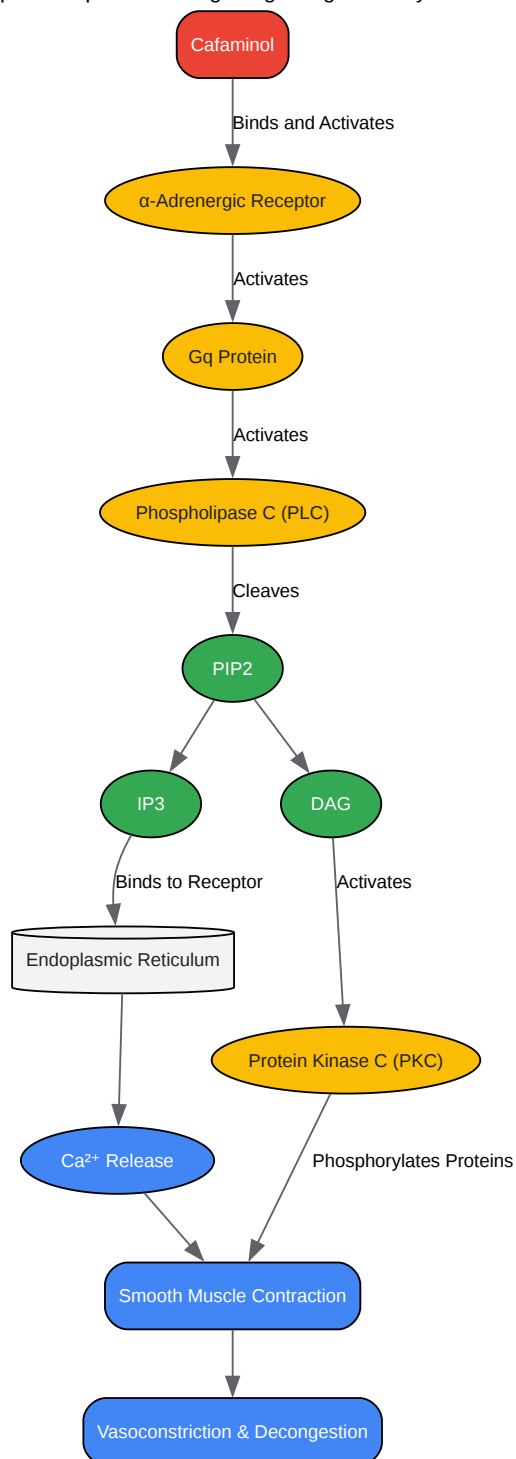 Cafaminol
Binds and Activates
α-Adrenergic Receptor
Activates
Gq Protein
Activates
Phospholipase C (PLC)
Cleaves
PIP2
IP3
DAG
Binds to Receptor
Activates
Endoplasmic Reticulum
Protein Kinase C (PKC)
Ca²⁺ Release
Phosphorylates Proteins
Smooth Muscle Contraction
Vasoconstriction & Decongestion